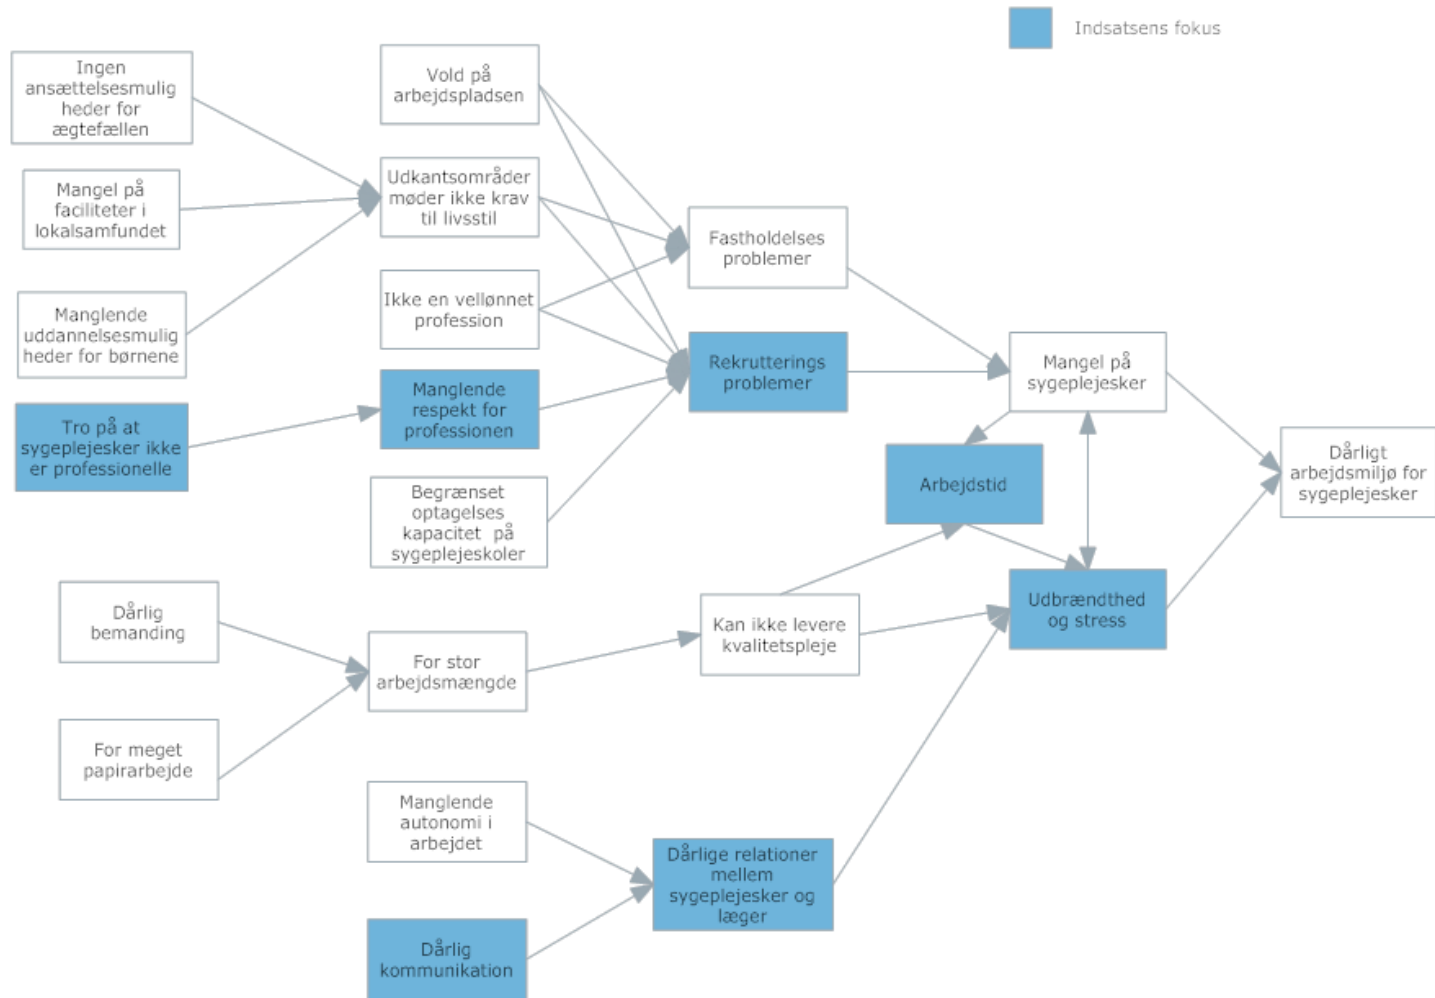 Indsatsens fokus
Ingen
ansættelsesmulig
heder for
ægtefællen
Mangel på
faciliteter i
lokalsamfundet
Manglende
uddannelsesmulig
heder for børnene
Tro på at
sygeplejesker ikke
er professionelle
Vold på
arbejdspladsen
Udkantsområder
møder ikke krav
til livsstil
Ikke en vellønnet
profession
Manglende
respekt for
professionen
Begrænset
optagelses
kapacitet på
sygeplejeskoler
Fastholdelses
problemer
Rekrutterings
problemer
Mangel på
sygeplejesker
Arbejdstid
Dårligt
arbejdsmiljø for
sygeplejesker
Udbrændthed
og stress
Dårlig
bemanding
For meget
papirarbejde
For stor
arbejdsmængde
Kan ikke levere
kvalitetspleje
Manglende
autonomi i
arbejdet
Dårlig
kommunikation
Dårlige relationer
mellem
sygeplejesker og
læger